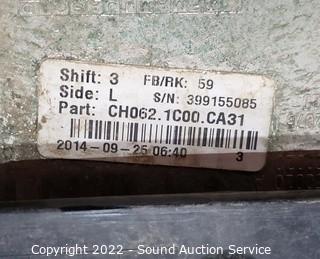 Shift: 3 FB/RK: 59
Side: L S/N: 399155085
Part: CH062.1C00.CA31
2014-09-25 06:40 3
Copyright 2022 - Sound Auction Service